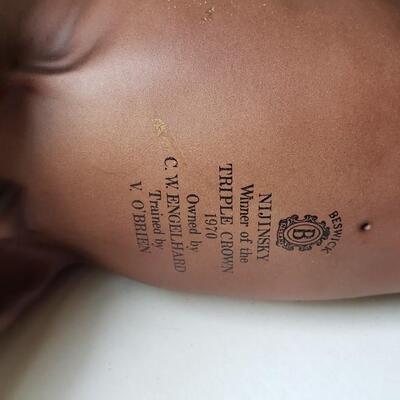 BESWICK
B
NIJINSKY
Winner of the
TRIPLE CROWN
1970
Owned by
C. W. ENGELHARD
Trained by
V. O'BRIEN